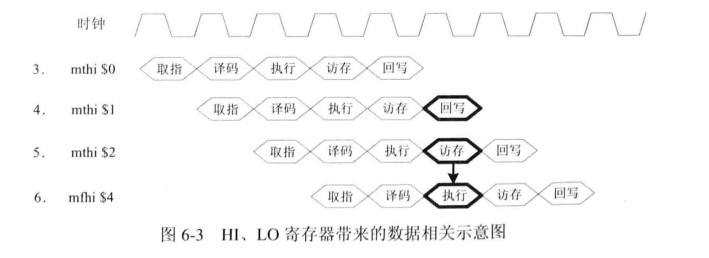 时钟
3. mthi $0 取指 译码 执行 访存 回写
4. mthi $1 取指 译码 执行 访存 回写
5. mthi $2 取指 译码 执行 访存 回写
6. mfhi $4 取指 译码 执行 访存 回写
图 6-3 HI、LO 寄存器带来的数据相关示意图